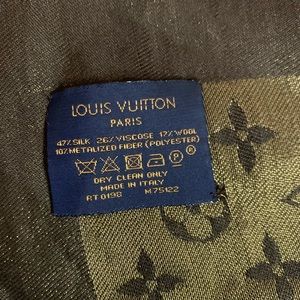 LOUIS VUITTON
PARIS
47% SILK 26% VISCOSE 17% WOOL
10% METALIZED FIBER (POLYESTER)
DRY CLEAN ONLY
MADE IN ITALY
RT 0198 M75122